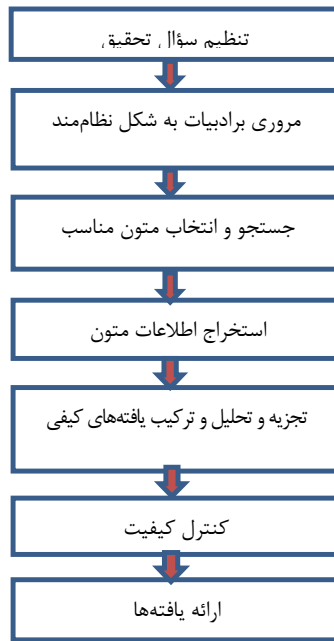 تنظیم سؤال تحقیق
مروری برادبیات به شکل نظام‌مند
جستجو و انتخاب متون مناسب
استخراج اطلاعات متون
تجزیه و تحلیل و ترکیب یافته‌های کیفی
کنترل کیفیت
ارائه یافته‌ها